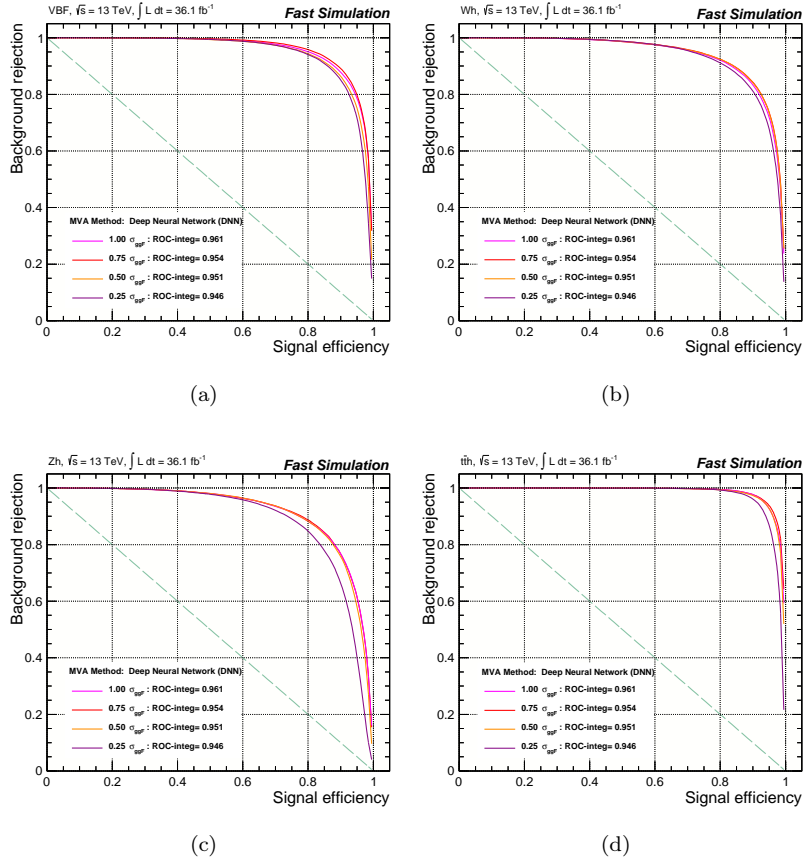 VBF, √s = 13 TeV, ∫ L dt = 36.1 fb⁻¹ Fast Simulation
Background rejection
1
0.8
0.6
0.4
0.2
0
MVA Method: Deep Neural Network (DNN)
1.00 σggF : ROC-integ= 0.961
0.75 σggF : ROC-integ= 0.954
0.50 σggF : ROC-integ= 0.951
0.25 σggF : ROC-integ= 0.946
0 0.2 0.4 0.6 0.8 1
Signal efficiency
(a)
Wh, √s = 13 TeV, ∫ L dt = 36.1 fb⁻¹ Fast Simulation
Background rejection
1
0.8
0.6
0.4
0.2
0
MVA Method: Deep Neural Network (DNN)
1.00 σggF : ROC-integ= 0.961
0.75 σggF : ROC-integ= 0.954
0.50 σggF : ROC-integ= 0.951
0.25 σggF : ROC-integ= 0.946
0 0.2 0.4 0.6 0.8 1
Signal efficiency
(b)
Zh, √s = 13 TeV, ∫ L dt = 36.1 fb⁻¹ Fast Simulation
Background rejection
1
0.8
0.6
0.4
0.2
0
MVA Method: Deep Neural Network (DNN)
1.00 σggF : ROC-integ= 0.961
0.75 σggF : ROC-integ= 0.954
0.50 σggF : ROC-integ= 0.951
0.25 σggF : ROC-integ= 0.946
0 0.2 0.4 0.6 0.8 1
Signal efficiency
(c)
tt̄h, √s = 13 TeV, ∫ L dt = 36.1 fb⁻¹ Fast Simulation
Background rejection
1
0.8
0.6
0.4
0.2
0
MVA Method: Deep Neural Network (DNN)
1.00 σggF : ROC-integ= 0.961
0.75 σggF : ROC-integ= 0.954
0.50 σggF : ROC-integ= 0.951
0.25 σggF : ROC-integ= 0.946
0 0.2 0.4 0.6 0.8 1
Signal efficiency
(d)